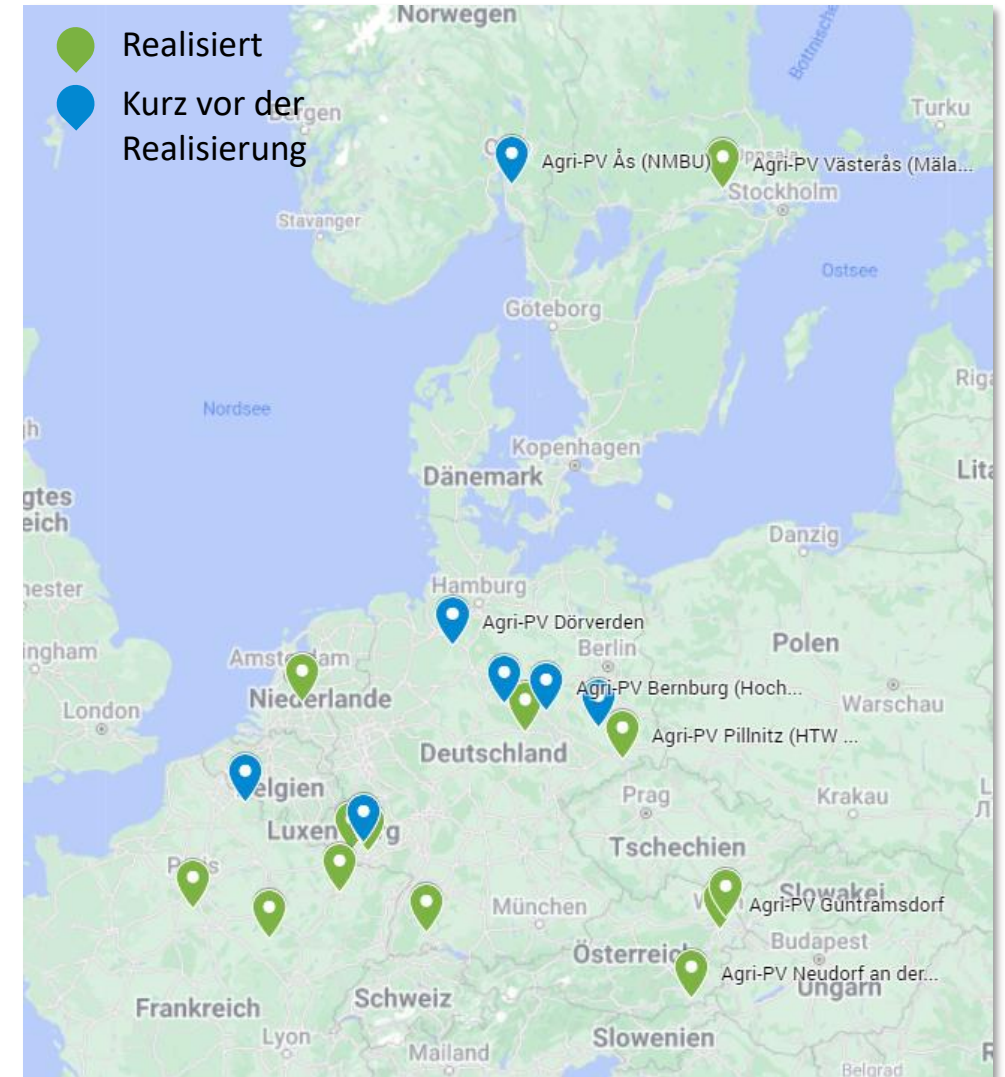 Norwegen
Realisiert
Kurz vor der
Realisierung
Bottnische
Turku
Agri-PV Ås (NMBU)
Agri-PV Västerås (Mäla...
Stockholm
Stavanger
Ostsee
Göteborg
Riga
Nordsee
Kopenhagen
Dänemark
Lita
gtes
eich
Danzig
Hamburg
Agri-PV Dörverden
Berlin
Polen
Amsterdam
Niederlande
Agri-PV Bernburg (Hoch...
Warschau
London
Agri-PV Pillnitz (HTW ...
Deutschland
Belgien
Prag
Krakau
Luxemburg
Tschechien
Paris
Slowakei
München
Agri-PV Guntramsdorf
Österreich
Budapest
Agri-PV Neudorf an der...
Ungarn
Frankreich
Schweiz
Lyon
Slowenien
Mailand
Belgrad